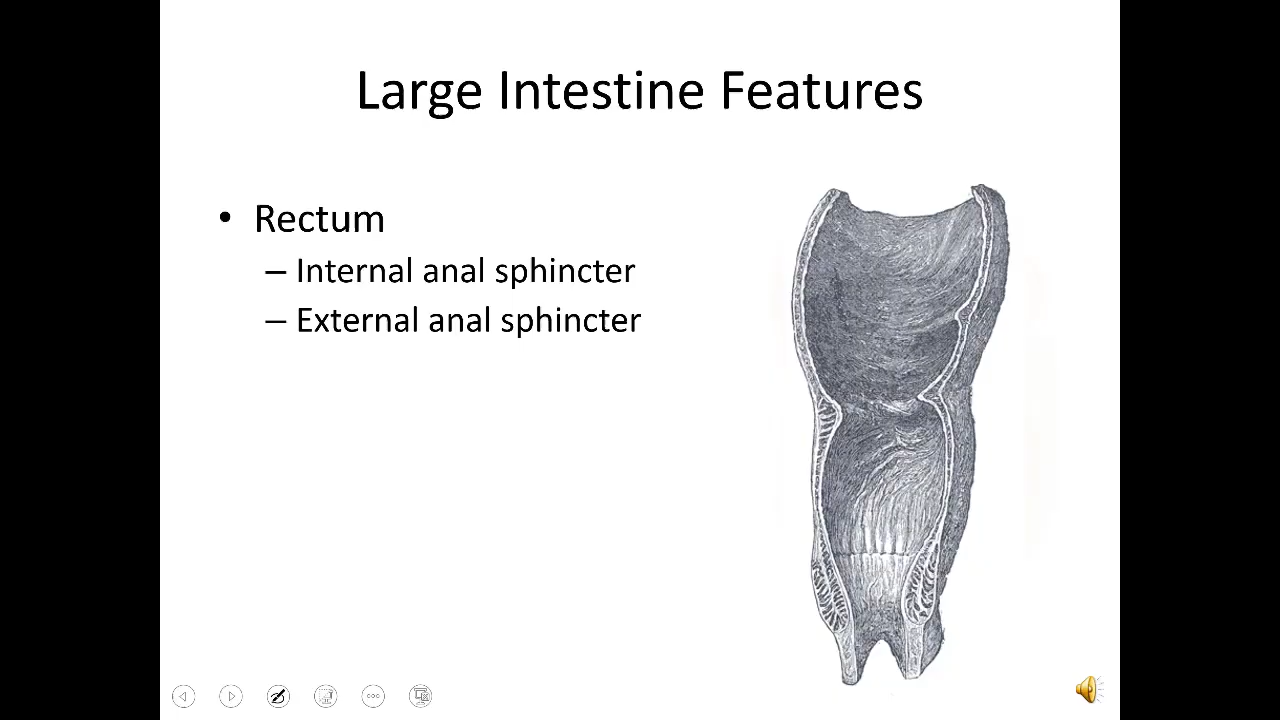 Large Intestine Features
• Rectum
– Internal anal sphincter
– External anal sphincter